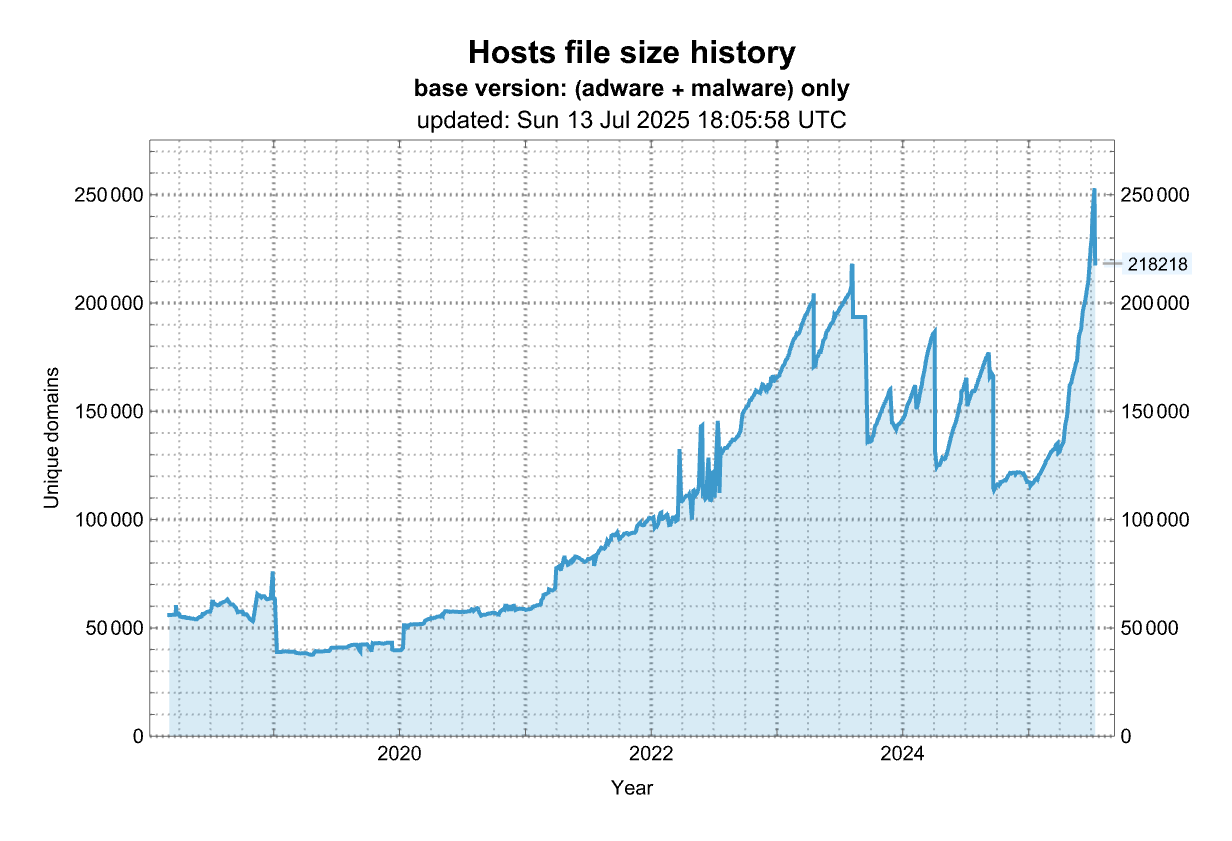 Hosts file size history
base version: (adware + malware) only
updated: Sun 13 Jul 2025 18:05:58 UTC
250 000 250 000
218218
200 000 200 000
150 000 150 000
Unique domains
100 000 100 000
50 000 50 000
0 0
2020 2022 2024
Year